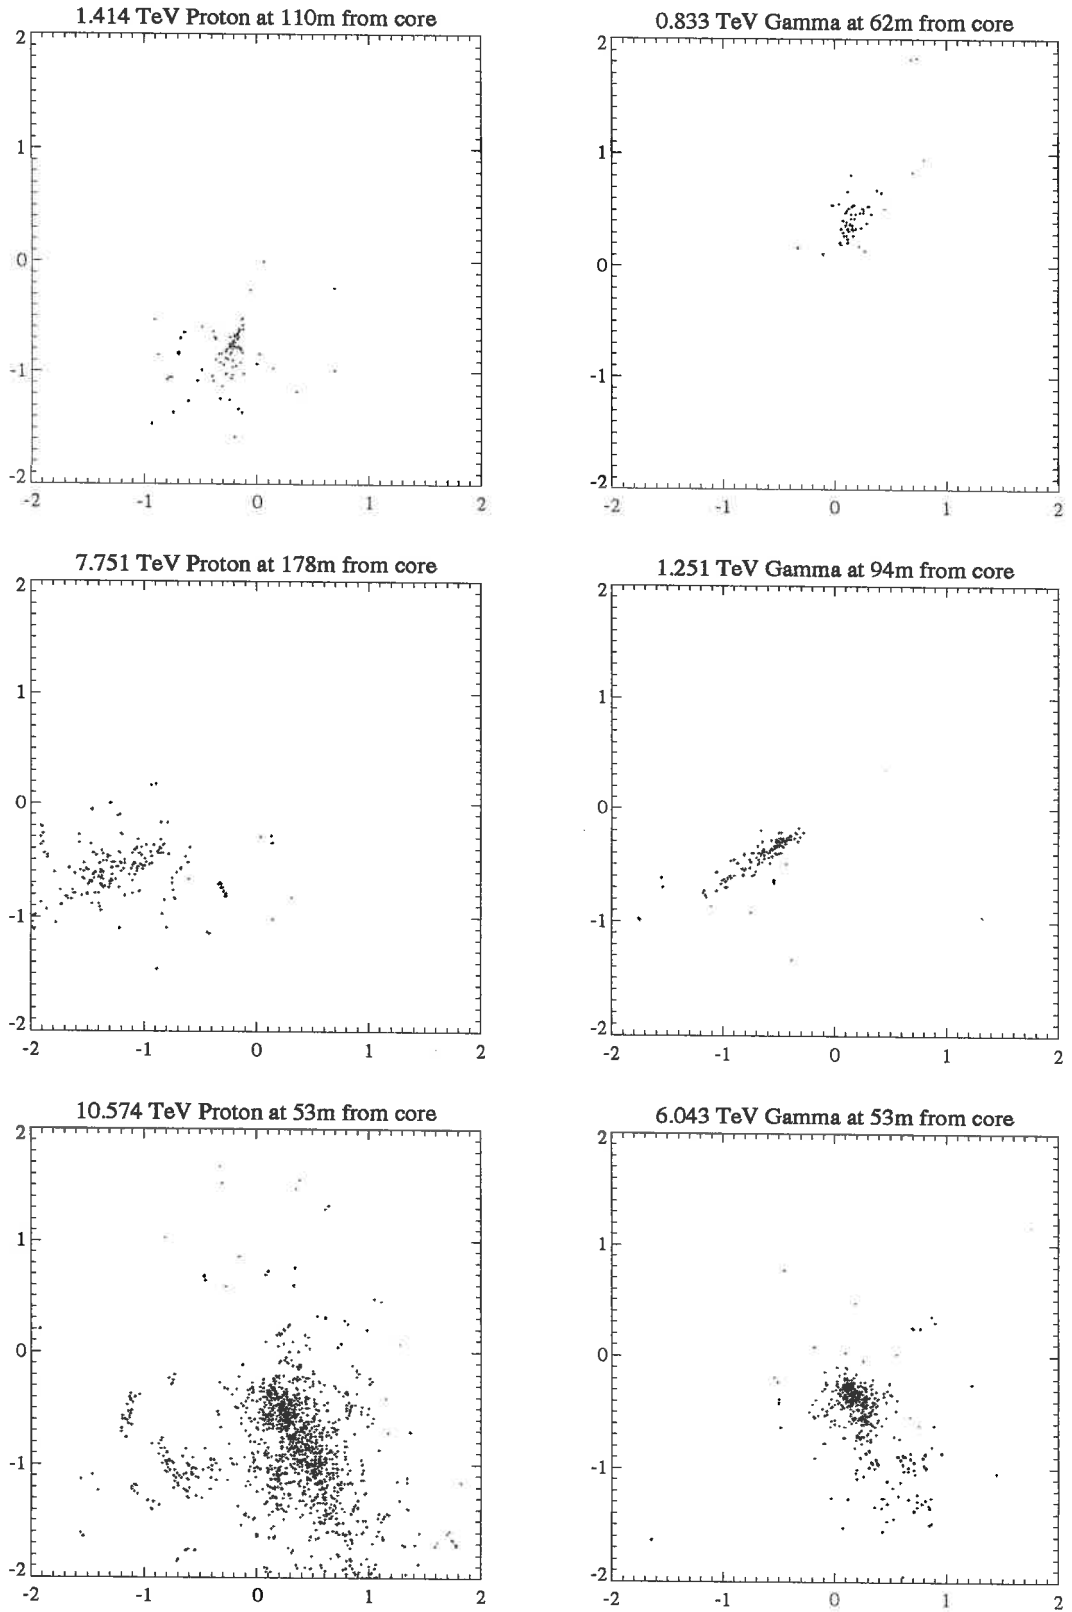 1.414 TeV Proton at 110m from core
2
1
0
-1
-2
-2 -1 0 1 2
0.833 TeV Gamma at 62m from core
2
1
0
-1
-2
-2 -1 0 1 2
7.751 TeV Proton at 178m from core
2
1
0
-1
-2
-2 -1 0 1 2
1.251 TeV Gamma at 94m from core
2
1
0
-1
-2
-2 -1 0 1 2
10.574 TeV Proton at 53m from core
2
1
0
-1
-2
-2 -1 0 1 2
6.043 TeV Gamma at 53m from core
2
1
0
-1
-2
-2 -1 0 1 2